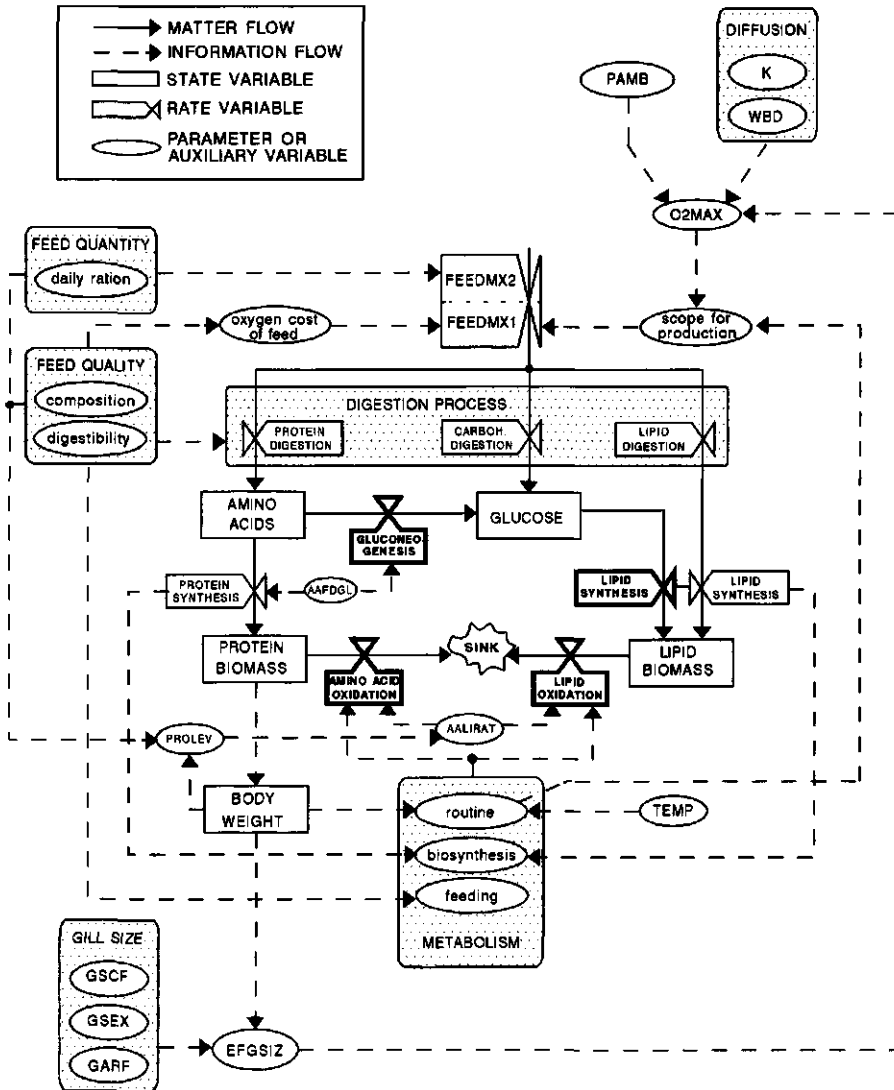 MATTER FLOW
INFORMATION FLOW
STATE VARIABLE
RATE VARIABLE
PARAMETER OR
AUXILIARY VARIABLE
DIFFUSION
K
WBD
PAMB
O2MAX
FEED QUANTITY
daily ration
FEEDMX2
FEEDMX1
oxygen cost
of feed
scope for
production
FEED QUALITY
composition
digestibility
DIGESTION PROCESS
PROTEIN
DIGESTION
CARBOH.
DIGESTION
LIPID
DIGESTION
AMINO
ACIDS
GLUCOSE
GLUCONEO-
GENESIS
PROTEIN
SYNTHESIS
AAFDGL
LIPID
SYNTHESIS
LIPID
SYNTHESIS
PROTEIN
BIOMASS
SINK
LIPID
BIOMASS
AMINO ACID
OXIDATION
LIPID
OXIDATION
PROLEV
AALIRAT
BODY
WEIGHT
routine
TEMP
biosynthesis
feeding
METABOLISM
GILL SIZE
GSCF
GSEX
GARF
EFGSIZ